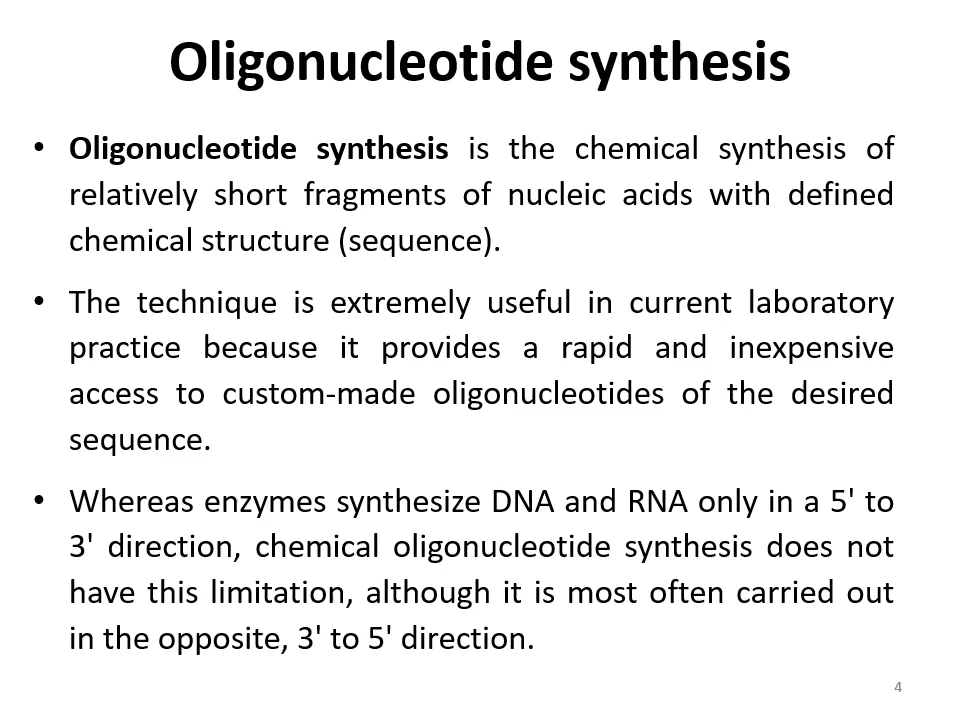 Oligonucleotide synthesis
• Oligonucleotide synthesis is the chemical synthesis of
relatively short fragments of nucleic acids with defined
chemical structure (sequence).
• The technique is extremely useful in current laboratory
practice because it provides a rapid and inexpensive
access to custom-made oligonucleotides of the desired
sequence.
• Whereas enzymes synthesize DNA and RNA only in a 5' to
3' direction, chemical oligonucleotide synthesis does not
have this limitation, although it is most often carried out
in the opposite, 3' to 5' direction.
4